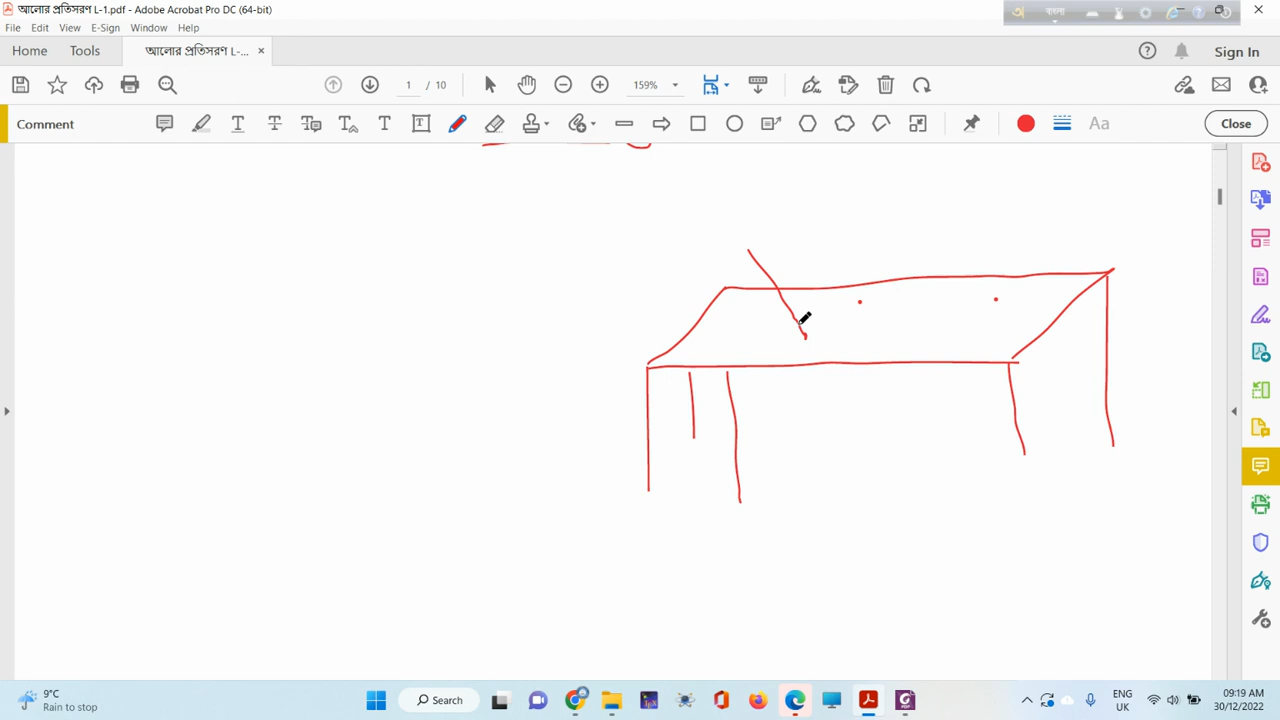 আলোর প্রতিসরণ L-1.pdf - Adobe Acrobat Pro DC (64-bit)
বাংলা
File Edit View E-Sign Window Help
Home Tools আলোর প্রতিসরণ L-... × Sign In
1 / 10 159%
Comment Aa Close
9°C
Rain to stop
Search
ENG
UK
09:19 AM
30/12/2022